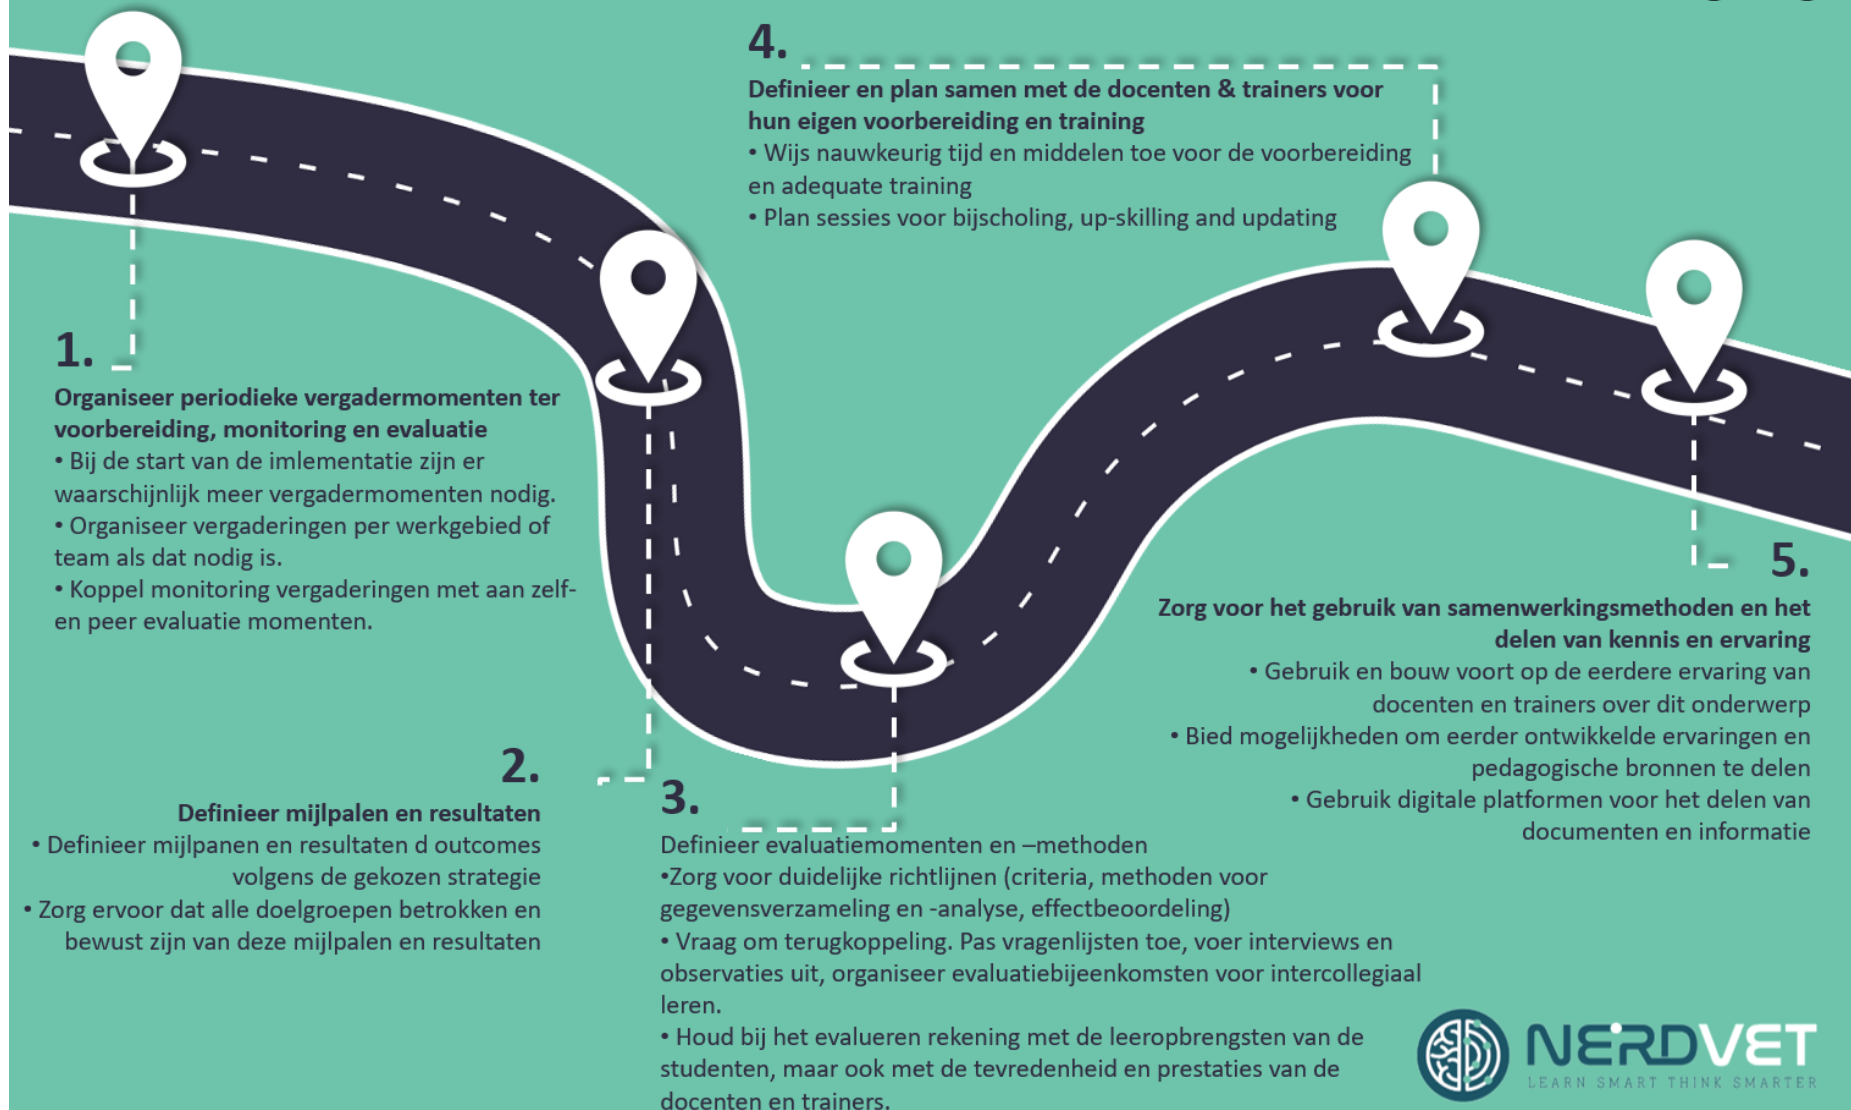 1.
Organiseer periodieke vergadermomenten ter
voorbereiding, monitoring en evaluatie
• Bij de start van de imlementatie zijn er
waarschijnlijk meer vergadermomenten nodig.
• Organiseer vergaderingen per werkgebied of
team als dat nodig is.
• Koppel monitoring vergaderingen met aan zelf-
en peer evaluatie momenten.
2.
Definieer mijlpalen en resultaten
• Definieer mijlpanen en resultaten d outcomes
volgens de gekozen strategie
• Zorg ervoor dat alle doelgroepen betrokken en
bewust zijn van deze mijlpalen en resultaten
3.
Definieer evaluatiemomenten en –methoden
•Zorg voor duidelijke richtlijnen (criteria, methoden voor
gegevensverzameling en -analyse, effectbeoordeling)
• Vraag om terugkoppeling. Pas vragenlijsten toe, voer interviews en
observaties uit, organiseer evaluatiebijeenkomsten voor intercollegiaal
leren.
• Houd bij het evalueren rekening met de leeropbrengsten van de
studenten, maar ook met de tevredenheid en prestaties van de
docenten en trainers.
4.
Definieer en plan samen met de docenten & trainers voor
hun eigen voorbereiding en training
• Wijs nauwkeurig tijd en middelen toe voor de voorbereiding
en adequate training
• Plan sessies voor bijscholing, up-skilling and updating
5.
Zorg voor het gebruik van samenwerkingsmethoden en het
delen van kennis en ervaring
• Gebruik en bouw voort op de eerdere ervaring van
docenten en trainers over dit onderwerp
• Bied mogelijkheden om eerder ontwikkelde ervaringen en
pedagogische bronnen te delen
• Gebruik digitale platformen voor het delen van
documenten en informatie
NERDVET
LEARN SMART THINK SMARTER